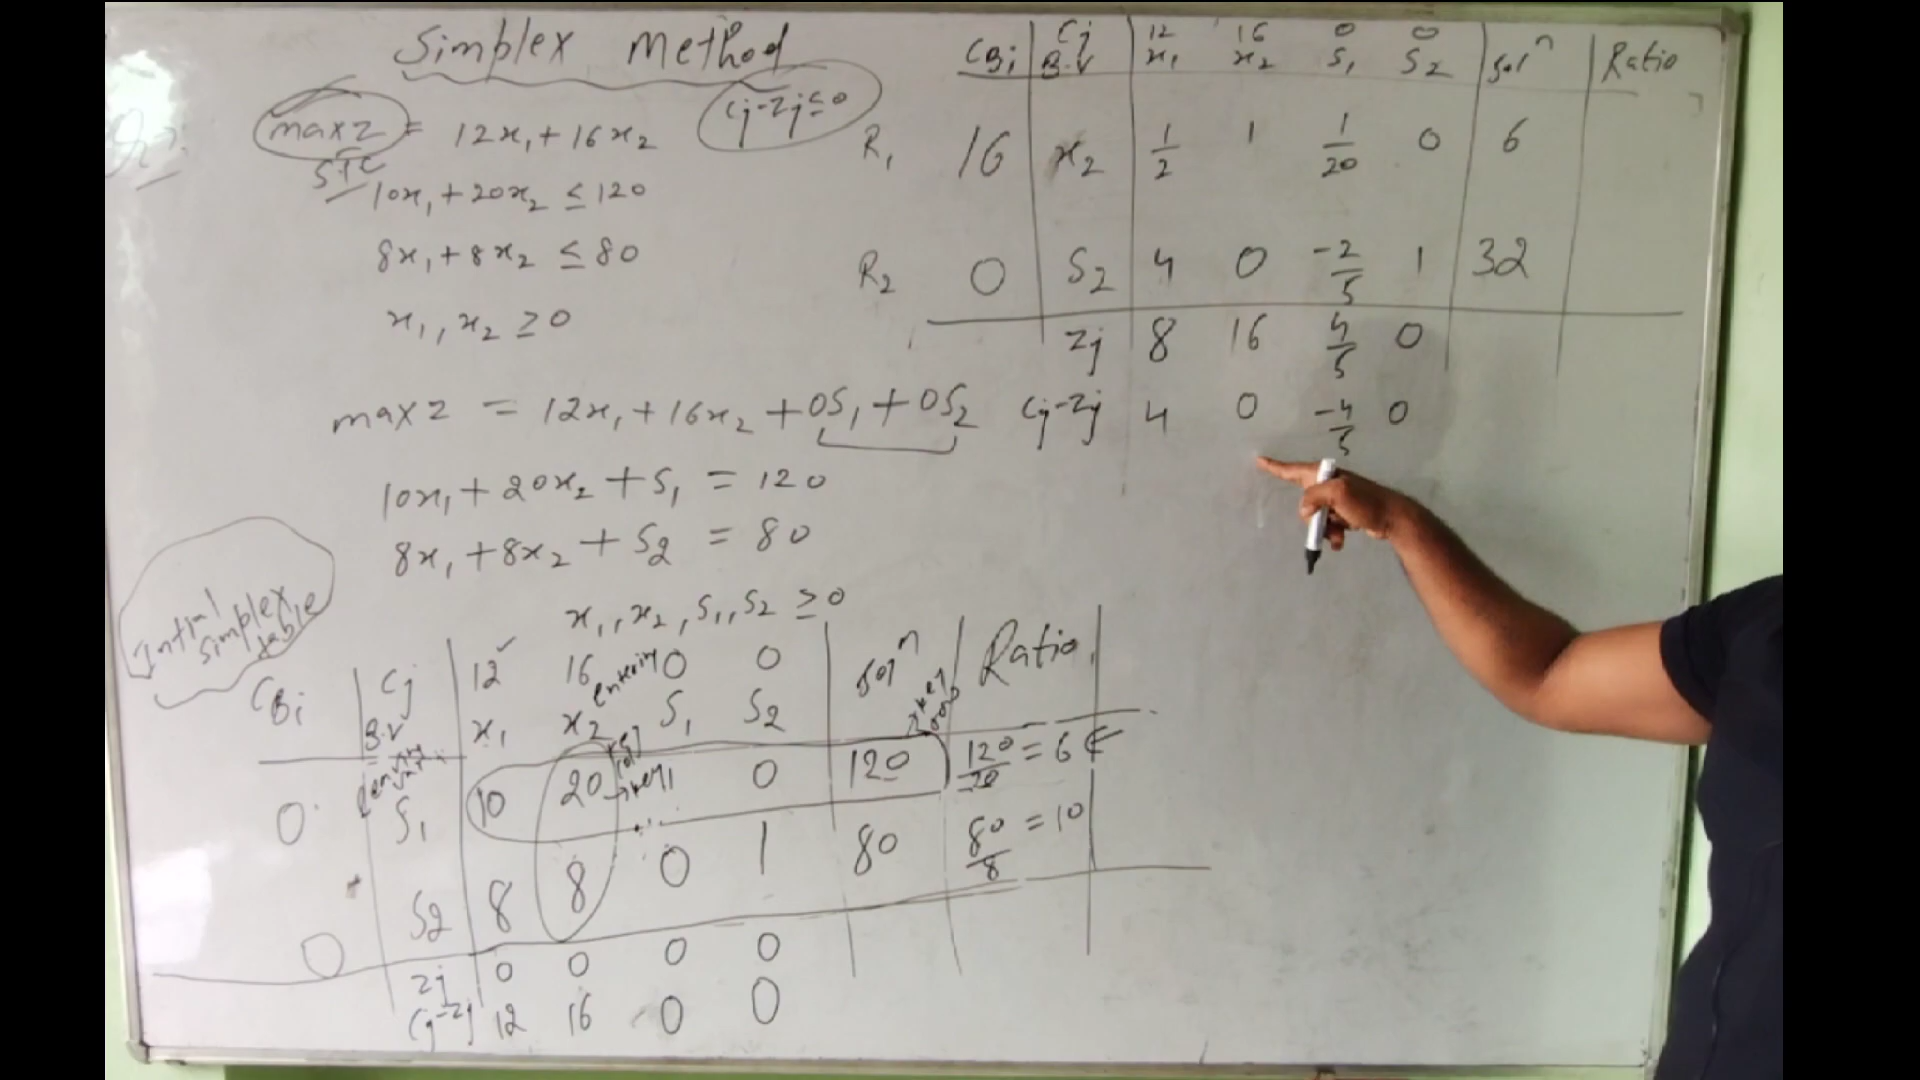 Simplex Method
max Z = 12x₁ + 16x₂
Cj-Zj ≤ 0
STC
10x₁ + 20x₂ ≤ 120
8x₁ + 8x₂ ≤ 80
x₁, x₂ ≥ 0
max Z = 12x₁ + 16x₂ + 0S₁ + 0S₂
10x₁ + 20x₂ + S₁ = 120
8x₁ + 8x₂ + S₂ = 80
x₁, x₂, S₁, S₂ ≥ 0
Intial
Simplex
table
Cj 12 16 0 0
CBi B.V x₁ x₂ S₁ S₂ solⁿ Ratio
entering
key
0 S₁ 10 20 1 0 120 120/20 = 6 ←
0 S₂ 8 8 0 1 80 80/8 = 10
Zj 0 0 0 0
Cj-Zj 12 16 0 0
Cj 12 16 0 0
CBi B.V x₁ x₂ S₁ S₂ solⁿ Ratio
R₁ 16 x₂ 1/2 1 1/20 0 6
R₂ 0 S₂ 4 0 -2/5 1 32
Zj 8 16 4/5 0
Cj-Zj 4 0 -4/5 0